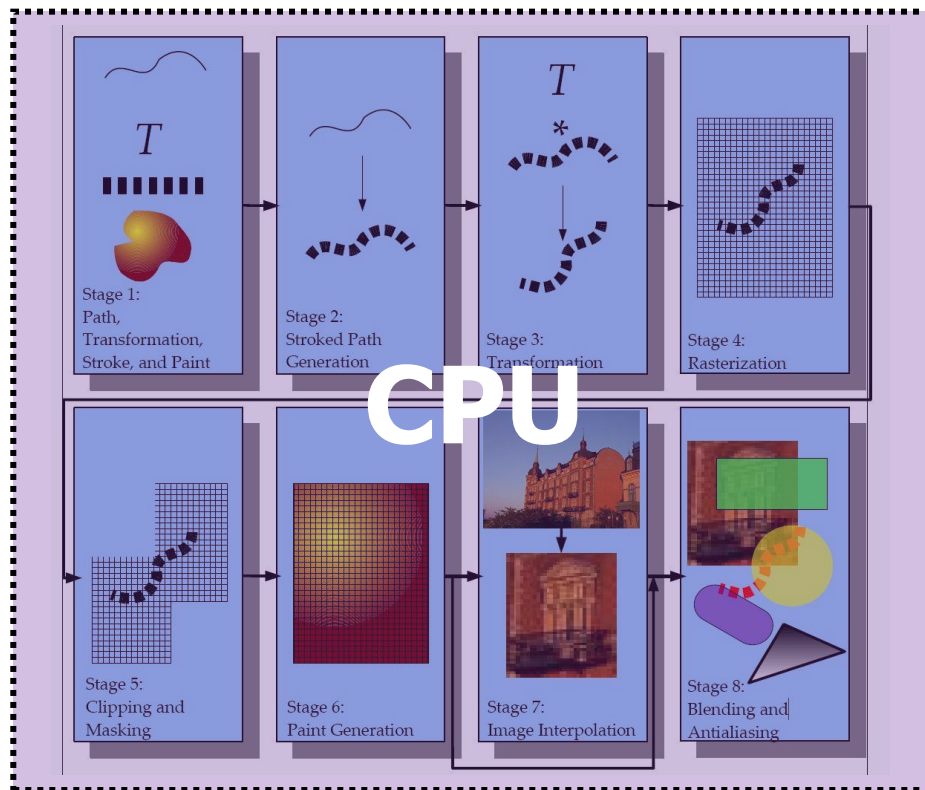 T
T
*
Stage 1:
Path,
Transformation,
Stroke, and Paint
Stage 2:
Stroked Path
Generation
Stage 3:
Transformation
Stage 4:
Rasterization
CPU
Stage 5:
Clipping and
Masking
Stage 6:
Paint Generation
Stage 7:
Image Interpolation
Stage 8:
Blending and
Antialiasing